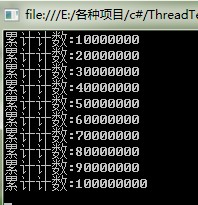 file:///E:/各种项目/c#/ThreadTe
累计计数:10000000
累计计数:20000000
累计计数:30000000
累计计数:40000000
累计计数:50000000
累计计数:60000000
累计计数:70000000
累计计数:80000000
累计计数:90000000
累计计数:100000000